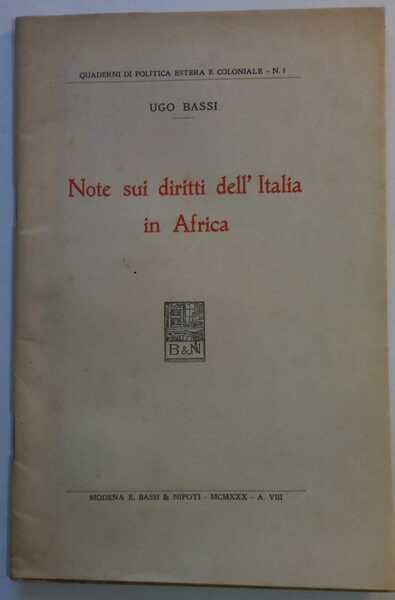 QUADERNI DI POLITICA ESTERA E COLONIALE - N. 1
UGO BASSI
Note sui diritti dell' Italia
in Africa
B&N
MODENA E. BASSI & NIPOTI - MCMXXX - A. VIII